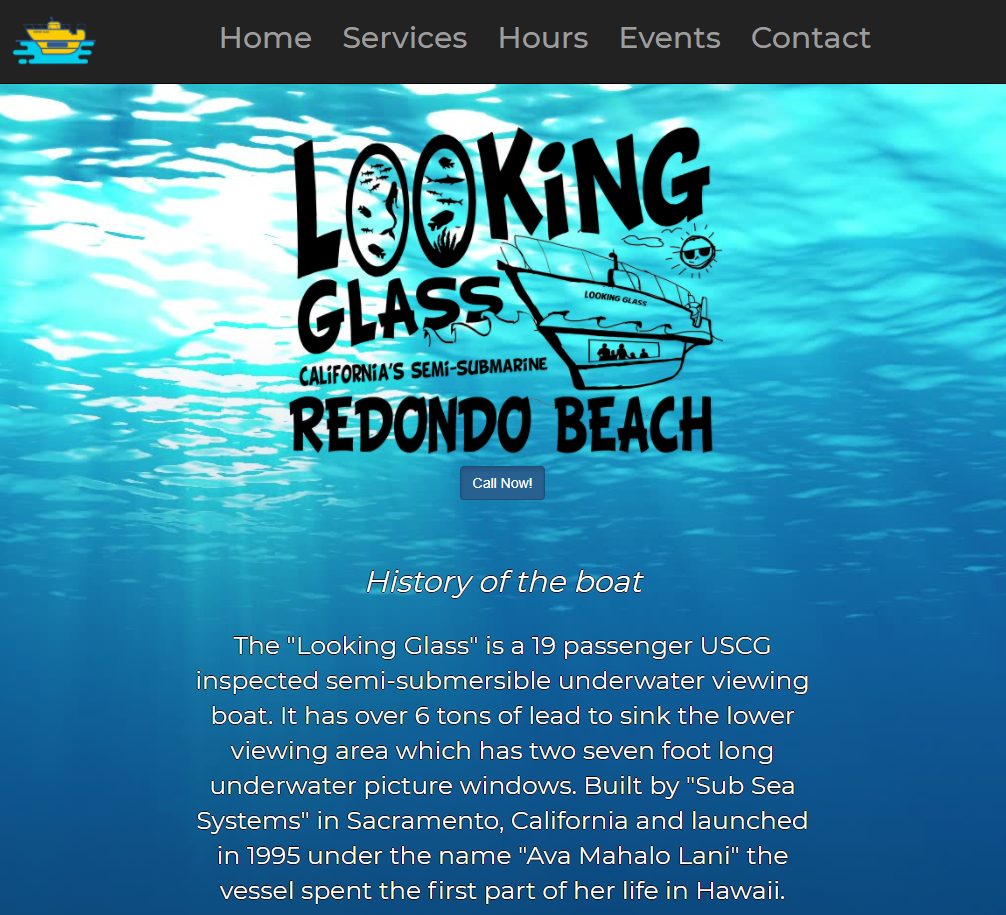 Home Services Hours Events Contact
LOOKiNG
GLASS
LOOKING GLASS
CALiFORNiA'S SEMi-SUBMARiNE
REDONDO BEACH
Call Now!
History of the boat
The "Looking Glass" is a 19 passenger USCG
inspected semi-submersible underwater viewing
boat. It has over 6 tons of lead to sink the lower
viewing area which has two seven foot long
underwater picture windows. Built by "Sub Sea
Systems" in Sacramento, California and launched
in 1995 under the name "Ava Mahalo Lani" the
vessel spent the first part of her life in Hawaii.